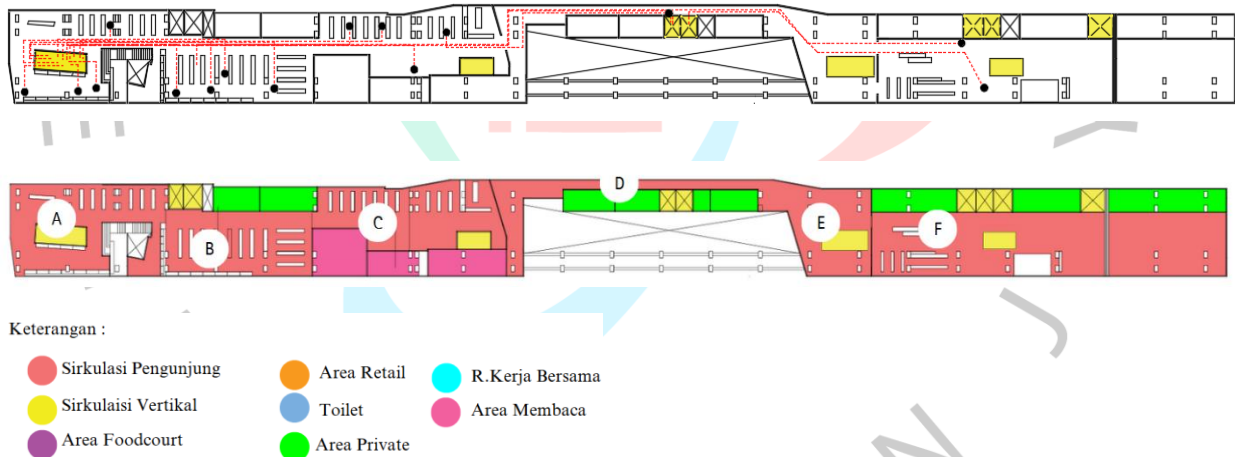 A
B
C
D
E
F
Keterangan :
Sirkulasi Pengunjung
Area Retail
R.Kerja Bersama
Sirkulaisi Vertikal
Toilet
Area Membaca
Area Foodcourt
Area Private